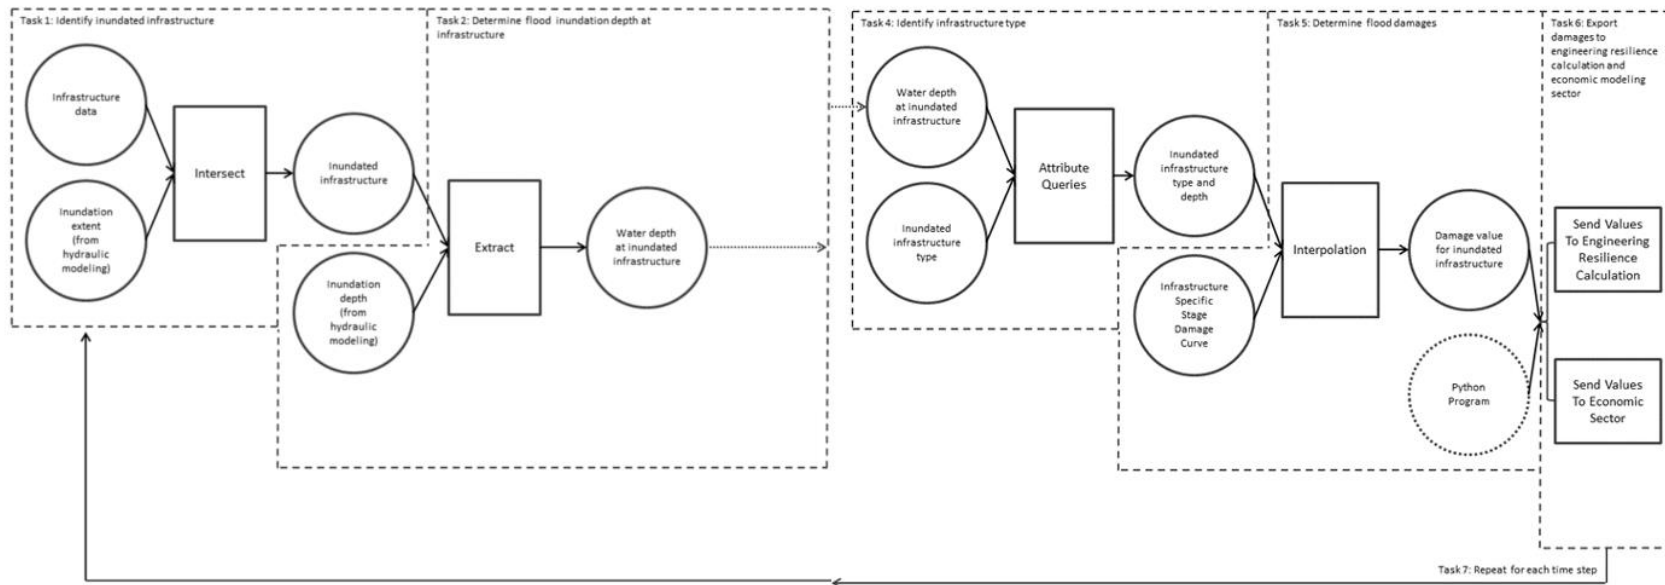 Task 1: Identify inundated infrastructure
Infrastructure
data
Inundation
extent
(from
hydraulic
modeling)
Intersect
Inundated
infrastructure
Task 2: Determine flood inundation depth at
infrastructure
Inundation
depth
(from
hydraulic
modeling)
Extract
Water depth
at inundated
infrastructure
Task 4: Identify infrastructure type
Water depth
at inundated
infrastructure
Inundated
infrastructure
type
Attribute
Queries
Inundated
infrastructure
type and
depth
Task 5: Determine flood damages
Infrastructure
Specific
Stage
Damage
Curve
Interpolation
Damage value
for inundated
infrastructure
Python
Program
Task 6: Export
damages to
engineering resilience
calculation and
economic modeling
sector
Send Values
To Engineering
Resilience
Calculation
Send Values
To Economic
Sector
Task 7: Repeat for each time step